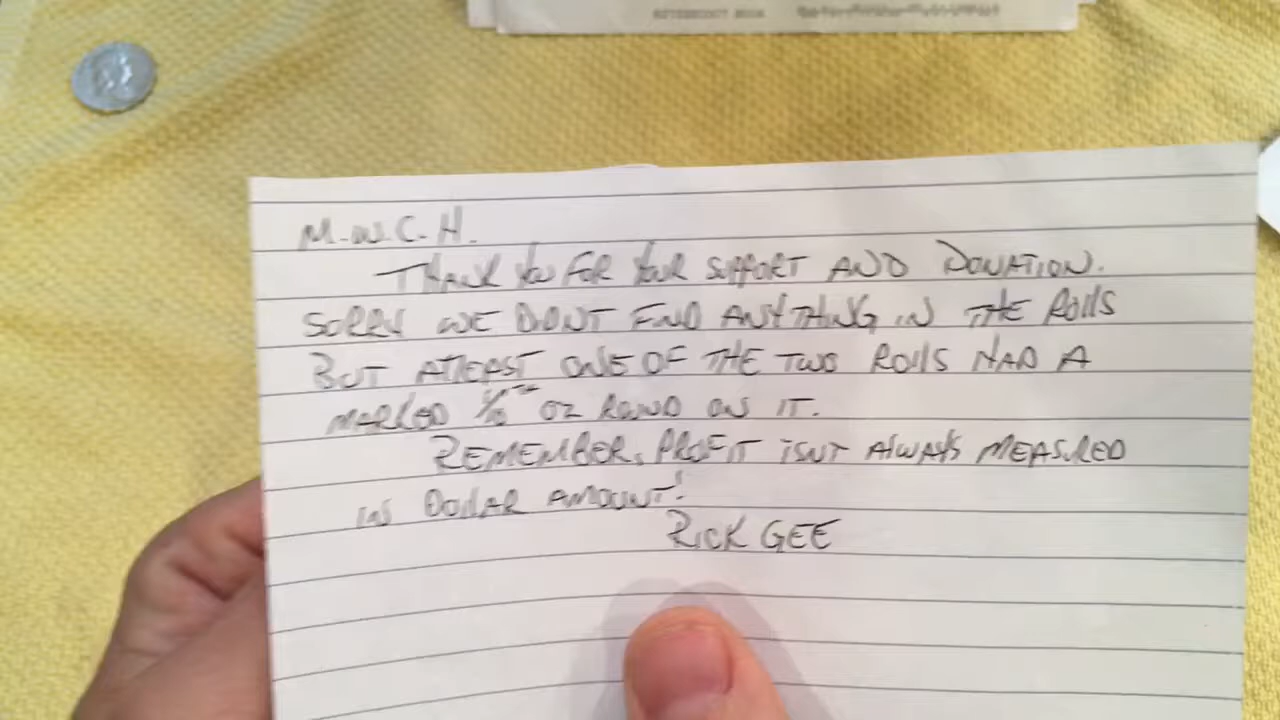 M.W.C.H.
THANK YOU FOR YOUR SUPPORT AND DONATION.
SORRY WE DONT FIND ANYTHING IN THE ROLLS
BUT ATLEAST ONE OF THE TWO ROLLS HAD A
MARKED 1/10TH OZ ROUND ON IT.
REMEMBER, PROFIT ISNT ALWAYS MEASURED
IN DOLLAR AMOUNT!
RICK GEE